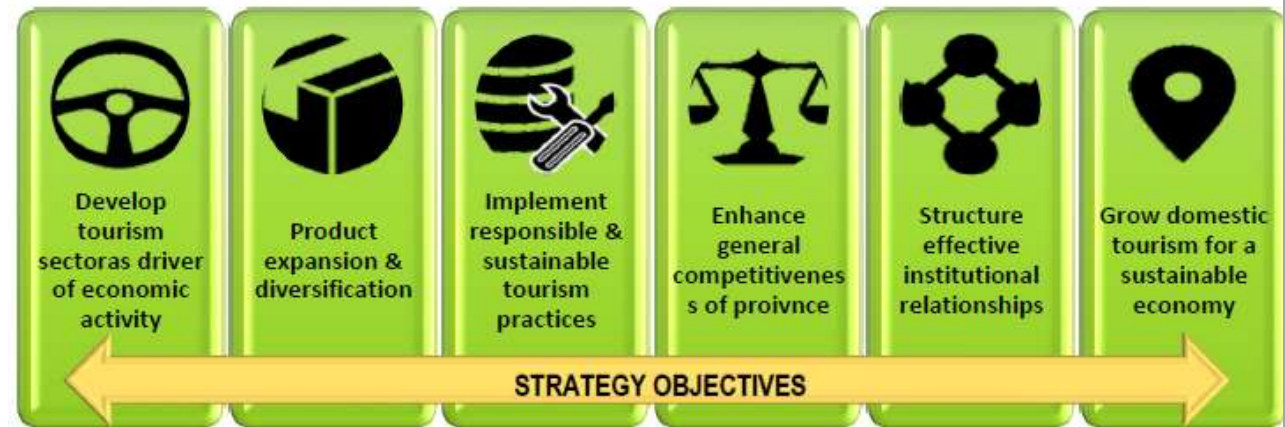 Develop
tourism
sectoras driver
of economic
activity
Product
expansion &
diversification
Implement
responsible &
sustainable
tourism
practices
Enhance
general
competitivenes
s of proivnce
Structure
effective
institutional
relationships
Grow domestic
tourism for a
sustainable
economy
STRATEGY OBJECTIVES